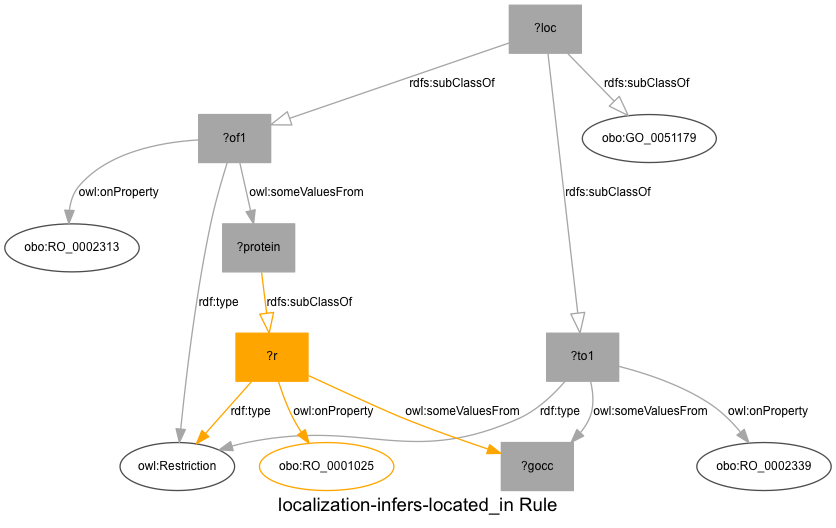 ?loc
rdfs:subClassOf
rdfs:subClassOf
?of1
obo:GO_0051179
owl:onProperty
owl:someValuesFrom
rdfs:subClassOf
obo:RO_0002313
?protein
rdf:type
rdfs:subClassOf
?r
?to1
rdf:type
owl:onProperty
owl:someValuesFrom
rdf:type
owl:someValuesFrom
owl:onProperty
owl:Restriction
obo:RO_0001025
?gocc
obo:RO_0002339
localization-infers-located_in Rule